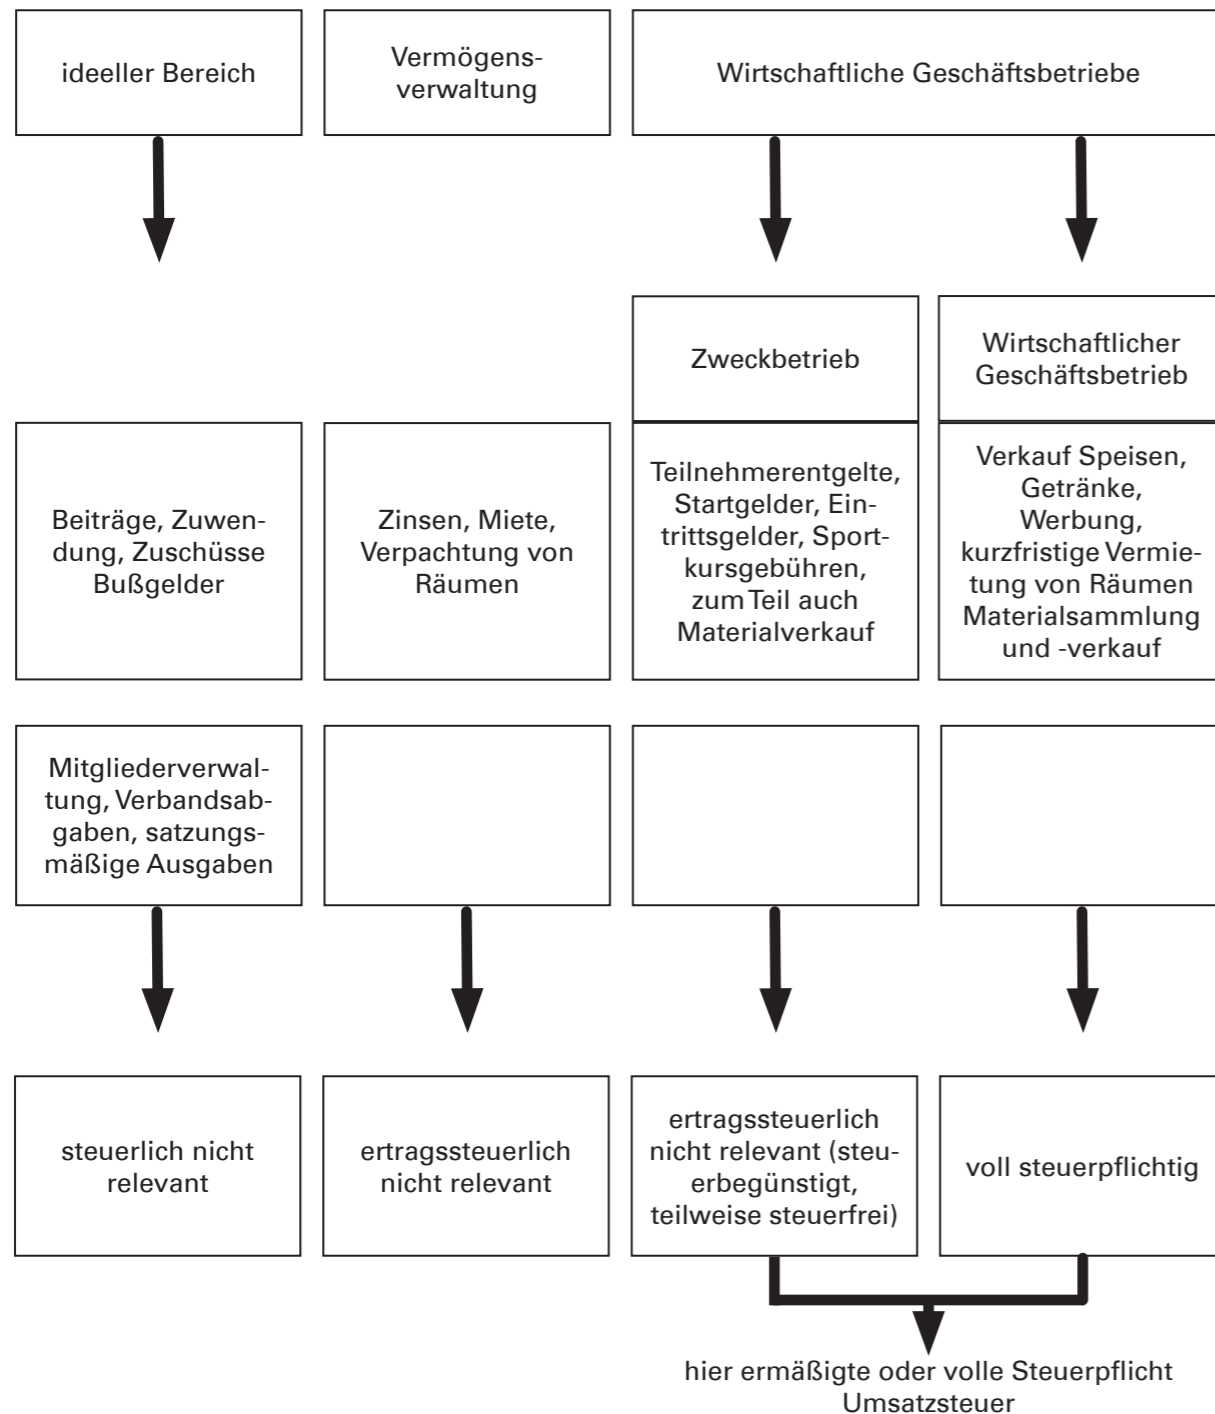 ideeller Bereich
Vermögens-
verwaltung
Wirtschaftliche Geschäftsbetriebe
Zweckbetrieb
Wirtschaftlicher
Geschäftsbetrieb
Beiträge, Zuwen-
dung, Zuschüsse
Bußgelder
Zinsen, Miete,
Verpachtung von
Räumen
Teilnehmerentgelte,
Startgelder, Ein-
trittsgelder, Sport-
kursgebühren,
zum Teil auch
Materialverkauf
Verkauf Speisen,
Getränke,
Werbung,
kurzfristige Vermie-
tung von Räumen
Materialsammlung
und -verkauf
Mitgliederverwal-
tung, Verbandsab-
gaben, satzungs-
mäßige Ausgaben
steuerlich nicht
relevant
ertragssteuerlich
nicht relevant
ertragssteuerlich
nicht relevant (steu-
erbegünstigt,
teilweise steuerfrei)
voll steuerpflichtig
hier ermäßigte oder volle Steuerpflicht
Umsatzsteuer